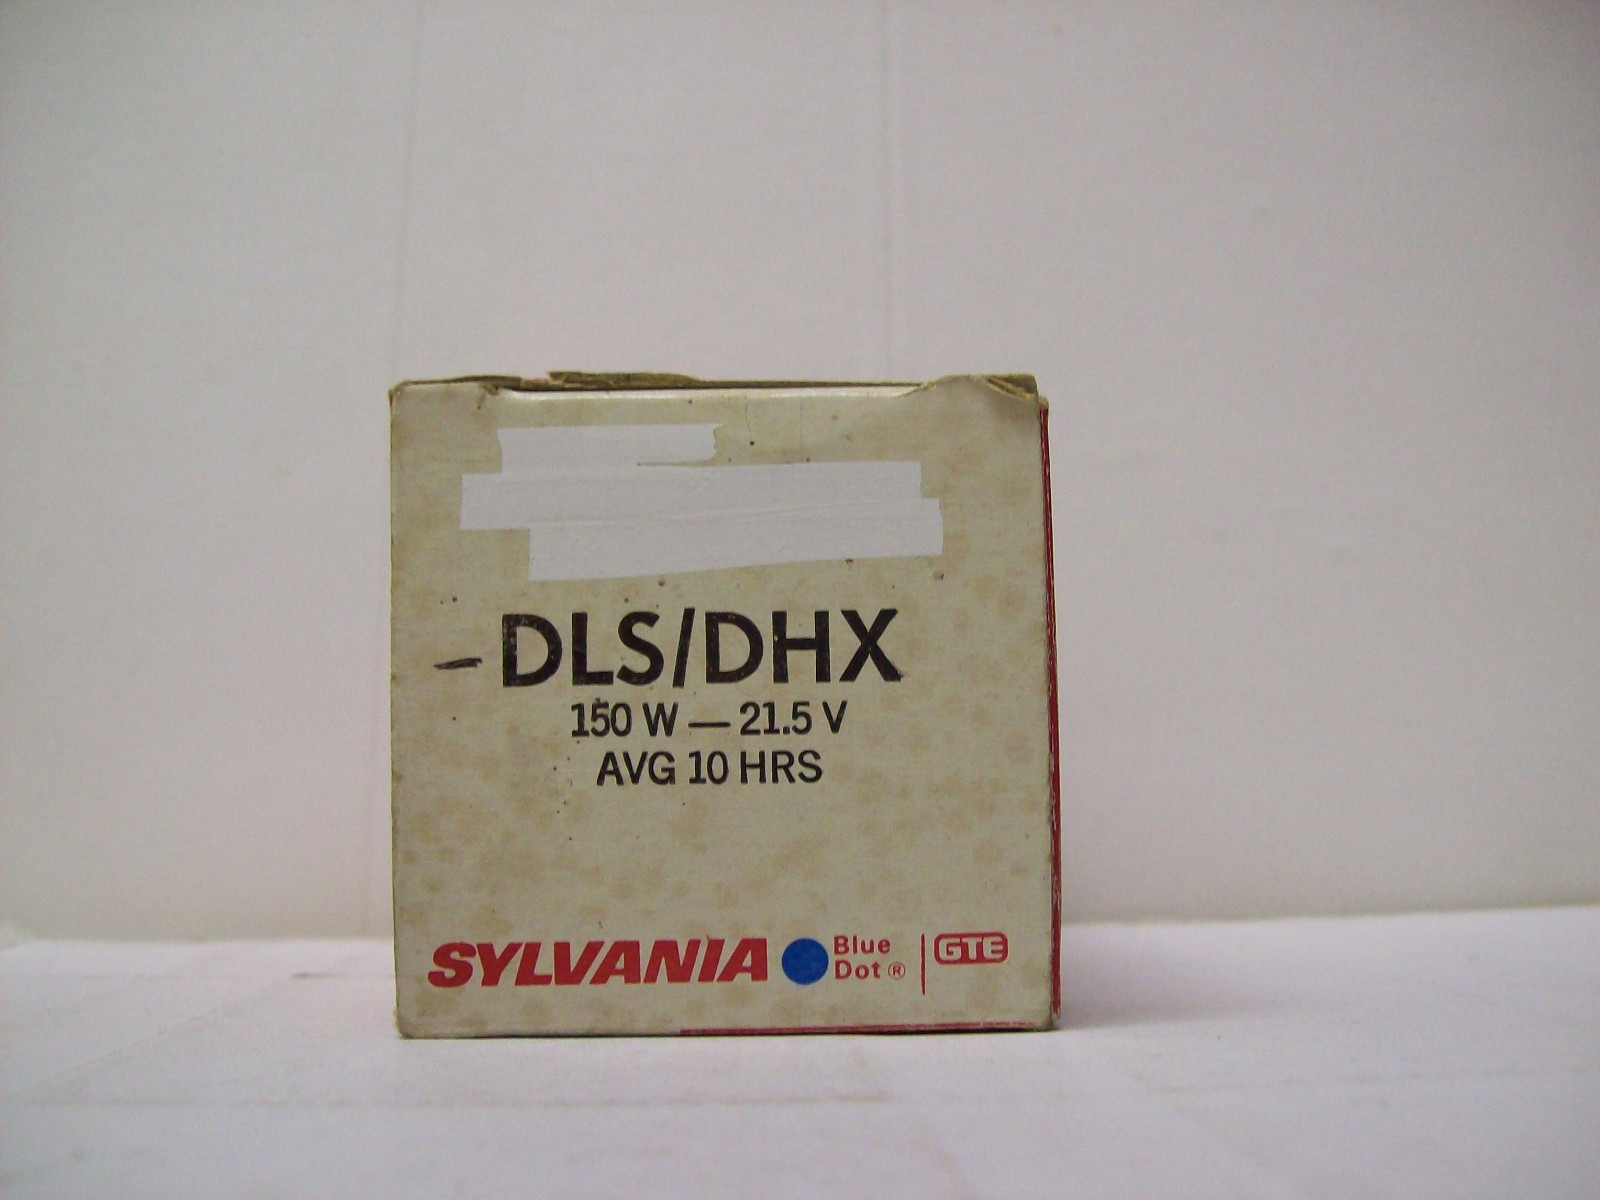 DLS/DHX
150 W — 21.5 V
AVG 10 HRS
SYLVANIA Blue Dot® GTE